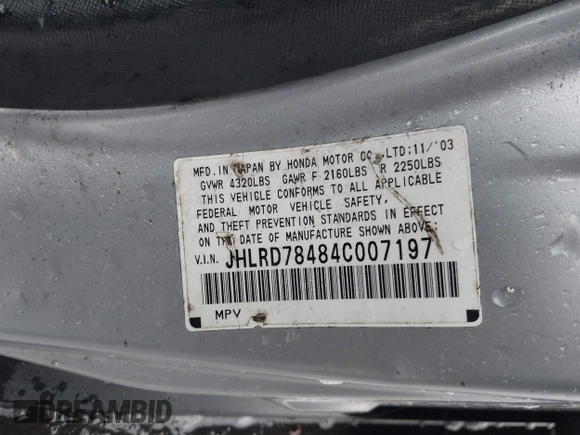 MFD. IN JAPAN BY HONDA MOTOR CO.,LTD;11/'03
GVWR 4320LBS GAWR F 2160LBS R 2250LBS
THIS VEHICLE CONFORMS TO ALL APPLICABLE
FEDERAL MOTOR VEHICLE SAFETY,
AND THEFT PREVENTION STANDARDS IN EFFECT
ON THE DATE OF MANUFACTURE SHOWN ABOVE:
V.I.N. JHLRD78484C007197
MPV
DREAMBID